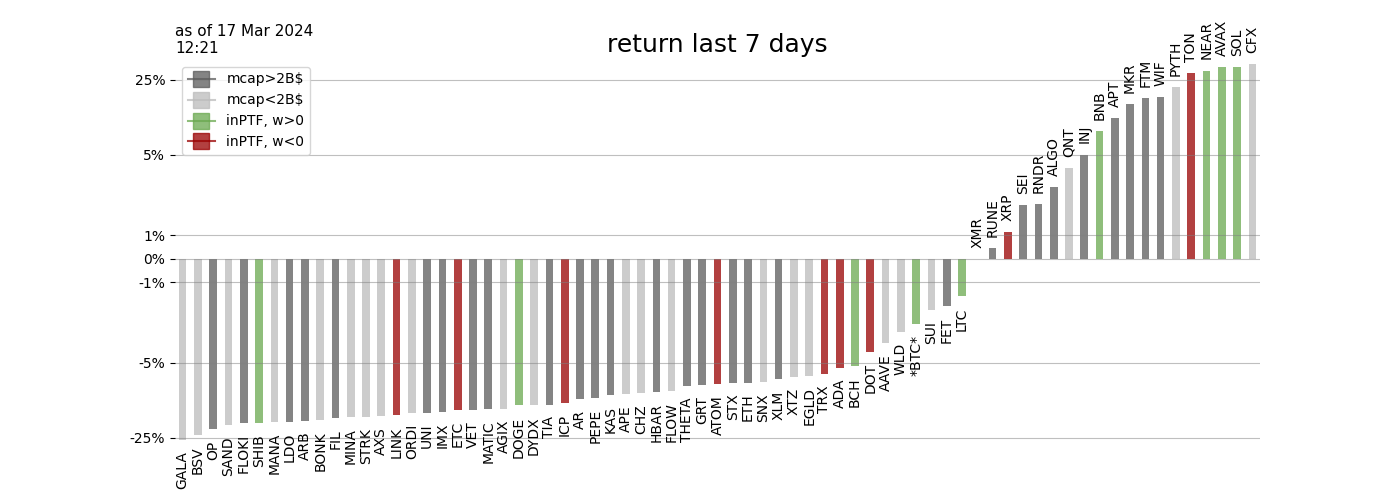 as of 17 Mar 2024
12:21
return last 7 days
mcap>2B$
mcap<2B$
inPTF, w>0
inPTF, w<0
25%
5%
1%
0%
-1%
-5%
-25%
GALA
BSV
OP
SAND
FLOKI
SHIB
MANA
LDO
ARB
BONK
FIL
MINA
STRK
AXS
LINK
ORDI
UNI
IMX
ETC
VET
MATIC
AGIX
DOGE
DYDX
TIA
ICP
AR
PEPE
KAS
APE
CHZ
HBAR
FLOW
THETA
GRT
ATOM
STX
ETH
SNX
XLM
XTZ
EGLD
TRX
ADA
BCH
DOT
AAVE
WLD
*BTC*
SUI
FET
LTC
XMR
RUNE
XRP
SEI
RNDR
ALGO
QNT
INJ
BNB
APT
MKR
FTM
WIF
PYTH
TON
NEAR
AVAX
SOL
CFX